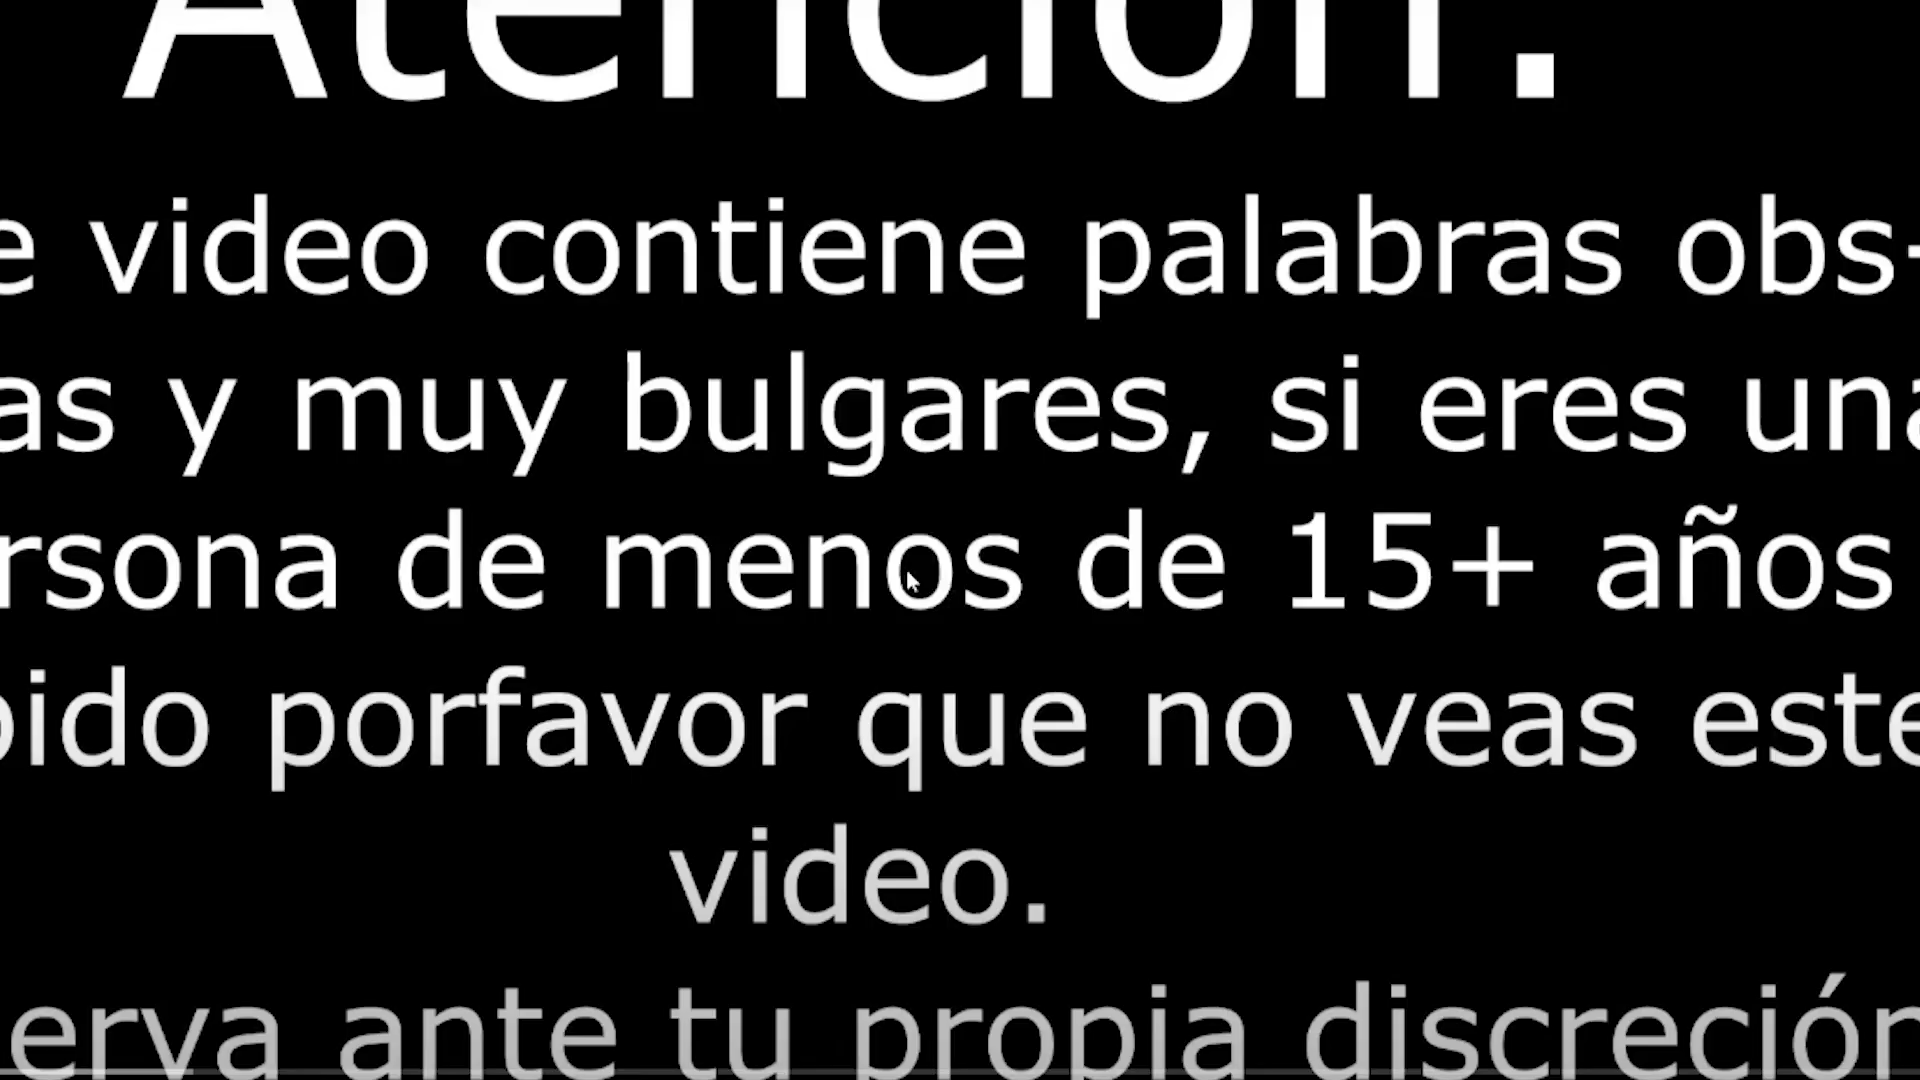 Atención:
e video contiene palabras obs-
as y muy bulgares, si eres una
rsona de menos de 15+ años
pido porfavor que no veas este
video.
erva ante tu propia discreción